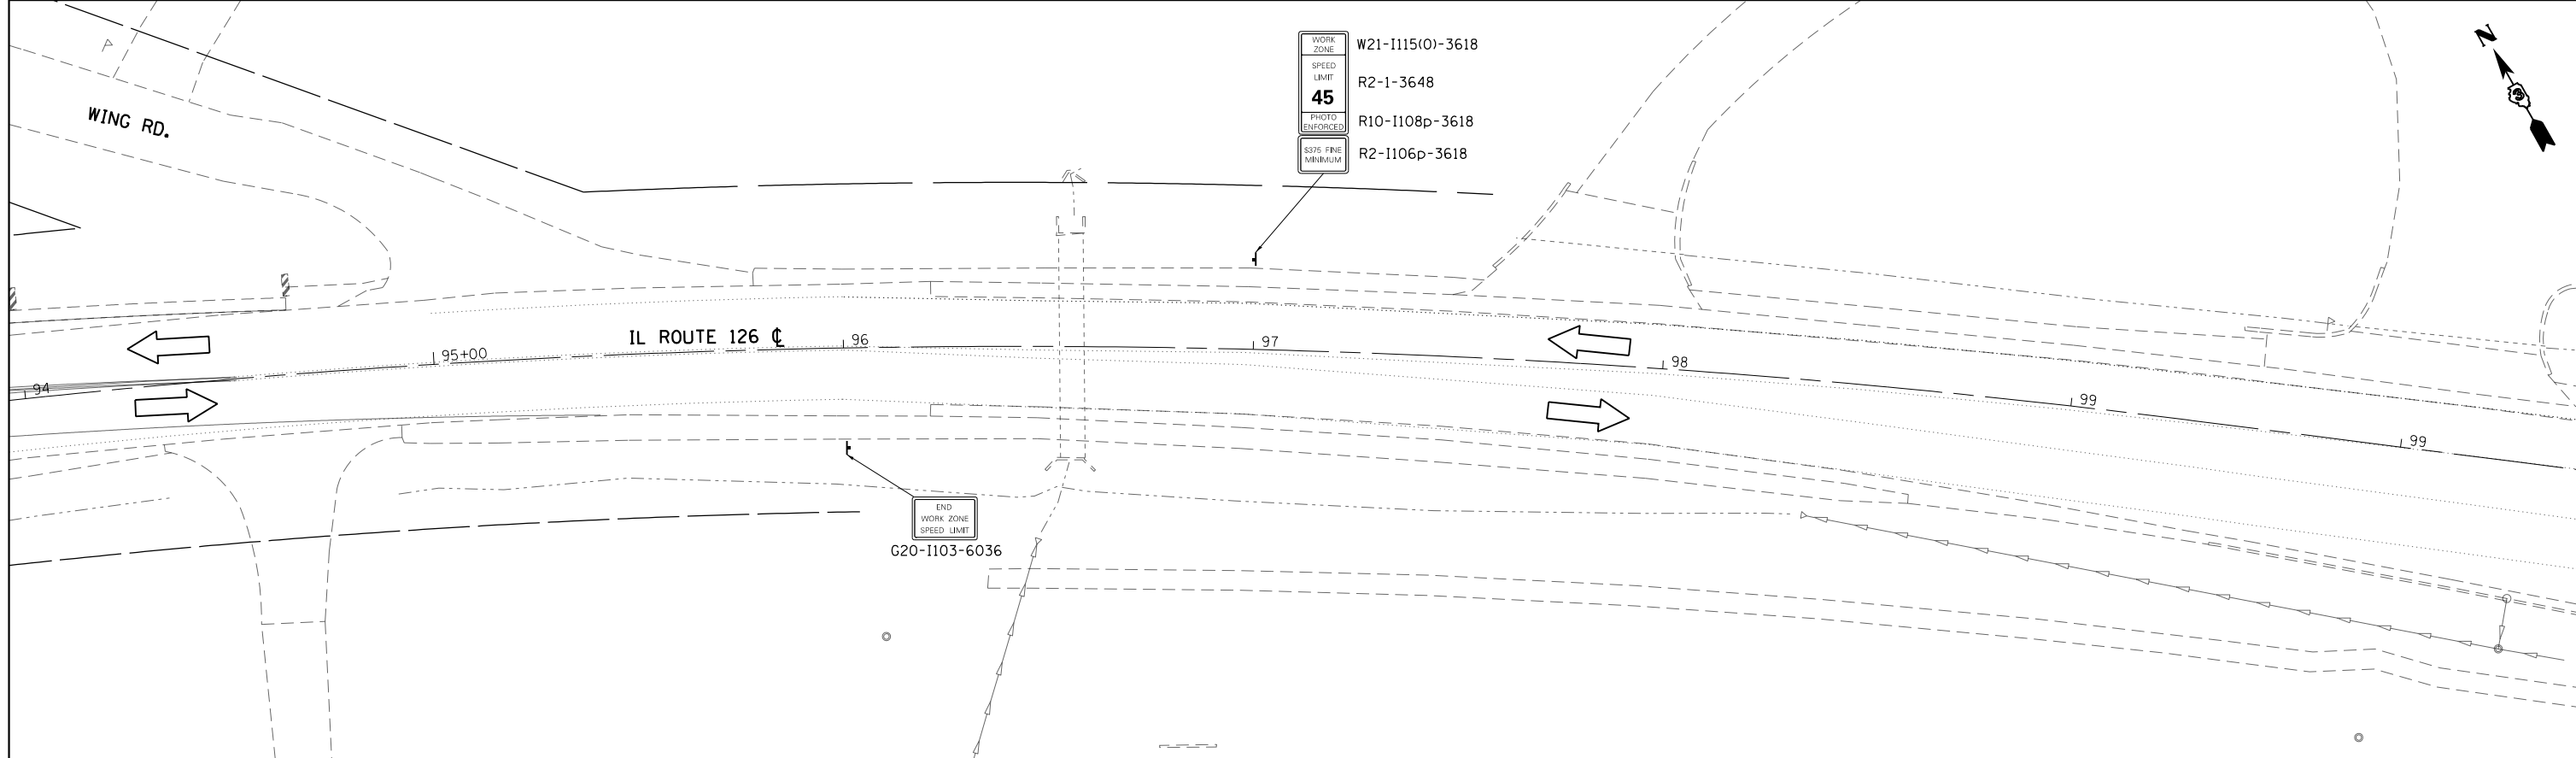 WORK
ZONE
SPEED
LIMIT
45
PHOTO
ENFORCED
$375 FINE
MINIMUM
W21-I115(O)-3618
R2-1-3648
R10-I108p-3618
R2-I106p-3618
N
3
WING RD.
IL ROUTE 126 ℄
94
95+00
96
97
98
99
99
END
WORK ZONE
SPEED LIMIT
G20-I103-6036